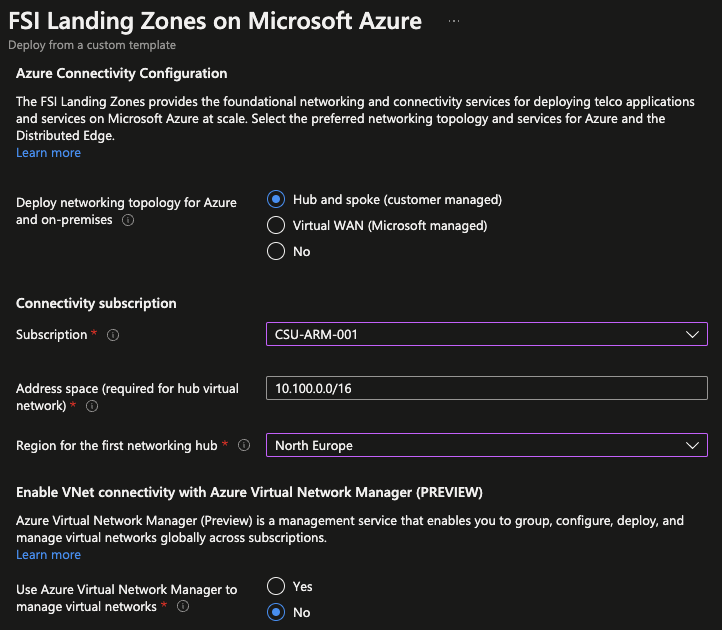 FSI Landing Zones on Microsoft Azure ...
Deploy from a custom template
Azure Connectivity Configuration
The FSI Landing Zones provides the foundational networking and connectivity services for deploying telco applications
and services on Microsoft Azure at scale. Select the preferred networking topology and services for Azure and the
Distributed Edge.
Learn more
Deploy networking topology for Azure
and on-premises
Hub and spoke (customer managed)
Virtual WAN (Microsoft managed)
No
Connectivity subscription
Subscription *
CSU-ARM-001
Address space (required for hub virtual
network) *
10.100.0.0/16
Region for the first networking hub *
North Europe
Enable VNet connectivity with Azure Virtual Network Manager (PREVIEW)
Azure Virtual Network Manager (Preview) is a management service that enables you to group, configure, deploy, and
manage virtual networks globally across subscriptions.
Learn more
Use Azure Virtual Network Manager to
manage virtual networks *
Yes
No